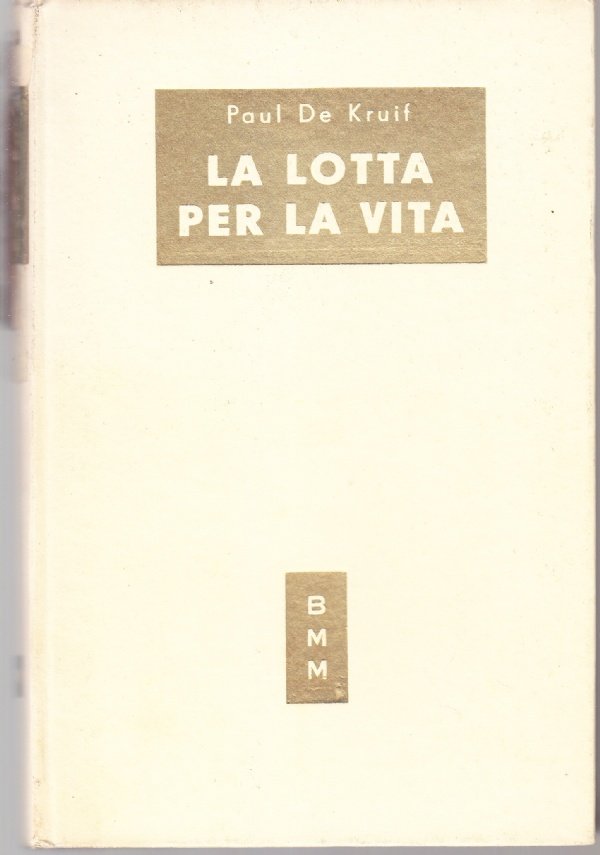 Paul De Kruif
LA LOTTA
PER LA VITA
B
M
M